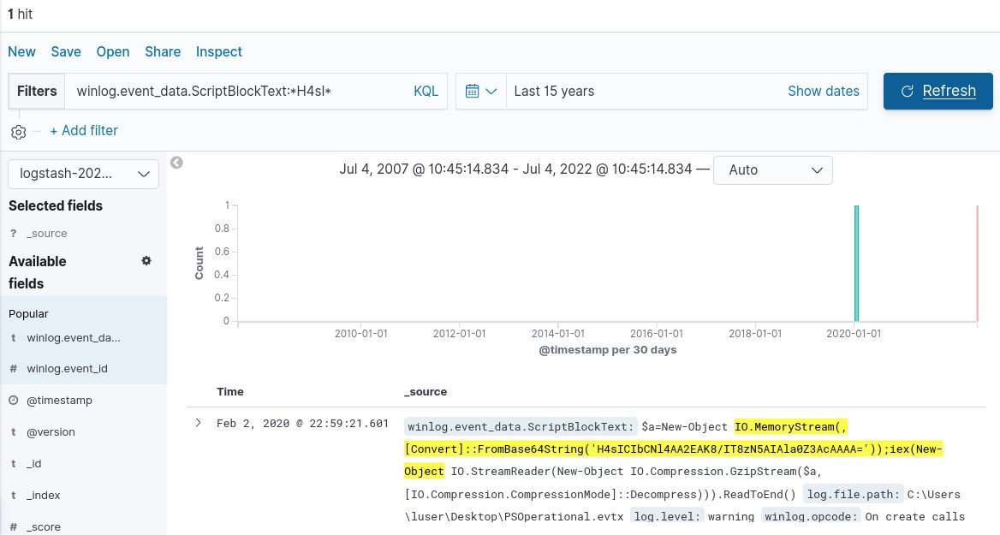 1 hit
New Save Open Share Inspect
Filters winlog.event_data.ScriptBlockText:*H4sI* KQL Last 15 years Show dates Refresh
+ Add filter
logstash-202...
Jul 4, 2007 @ 10:45:14.834 - Jul 4, 2022 @ 10:45:14.834 — Auto
Selected fields
? _source
Available
fields
Popular
t winlog.event_da...
# winlog.event_id
@timestamp
t @version
t _id
t _index
# _score
Count
1
0.8
0.6
0.4
0.2
0
2010-01-01 2012-01-01 2014-01-01 2016-01-01 2018-01-01 2020-01-01
@timestamp per 30 days
Time _source
Feb 2, 2020 @ 22:59:21.601 winlog.event_data.ScriptBlockText: $a=New-Object IO.MemoryStream(,
[Convert]::FromBase64String('H4sICIbCNl4AA2EAK8/IT8zN5AIAla0Z3AcAAAA='));iex(New-
Object IO.StreamReader(New-Object IO.Compression.GzipStream($a,
[IO.Compression.CompressionMode]::Decompress))).ReadToEnd() log.file.path: C:\Users
\luser\Desktop\PSOperational.evtx log.level: warning winlog.opcode: On create calls